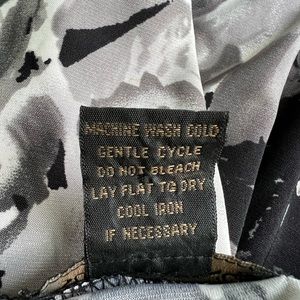 MACHINE WASH COLD
GENTLE CYCLE
DO NOT BLEACH
LAY FLAT TO DRY
COOL IRON
IF NECESSARY